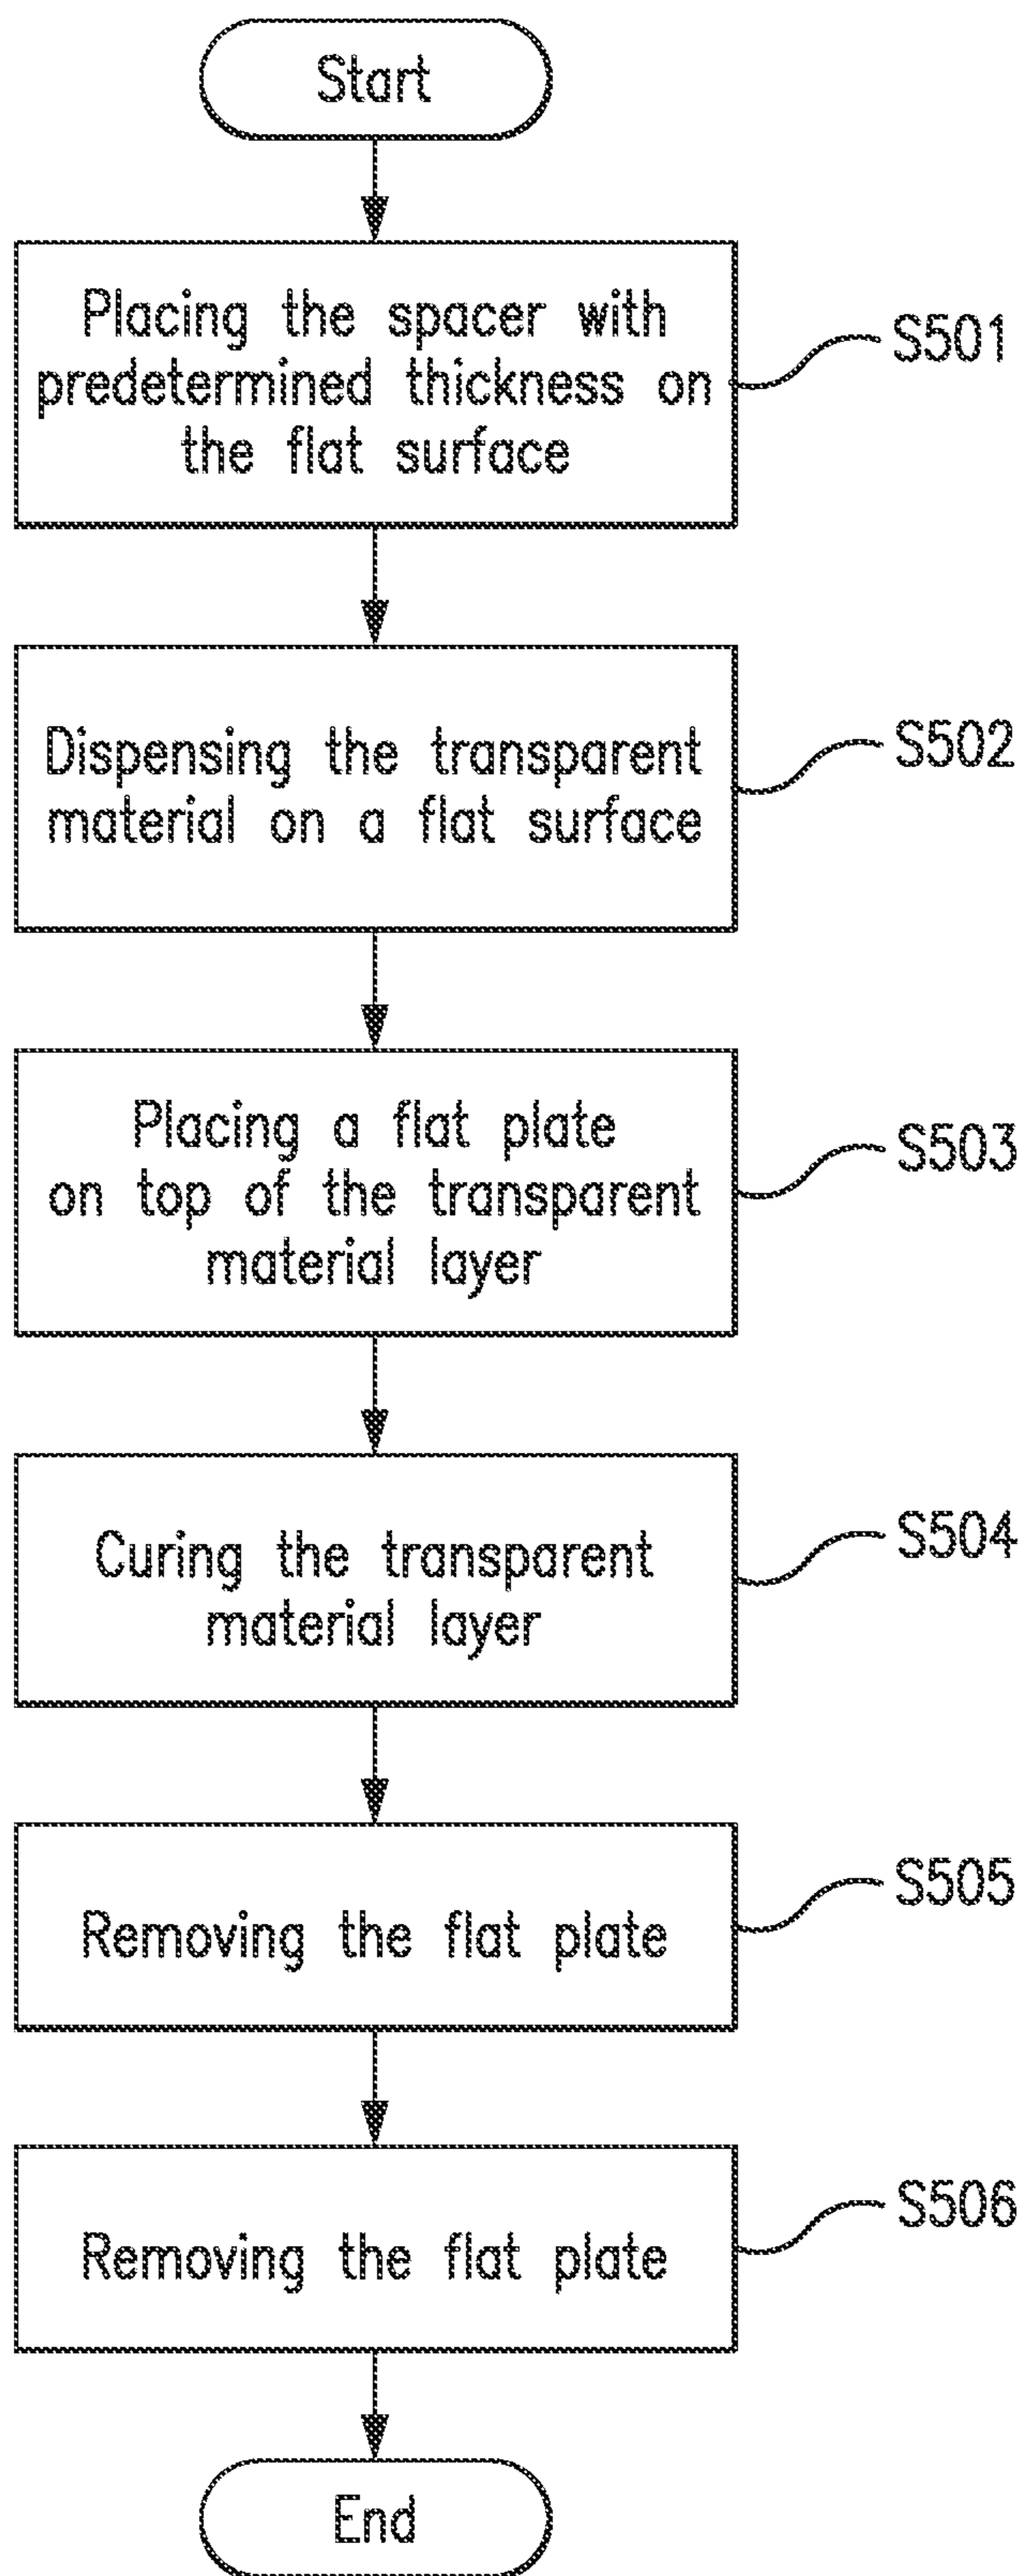 Start
Placing the spacer with
predetermined thickness on
the flat surface
S501
Dispensing the transparent
material on a flat surface
S502
Placing a flat plate
on top of the transparent
material layer
S503
Curing the transparent
material layer
S504
Removing the flat plate
S505
Removing the flat plate
S506
End